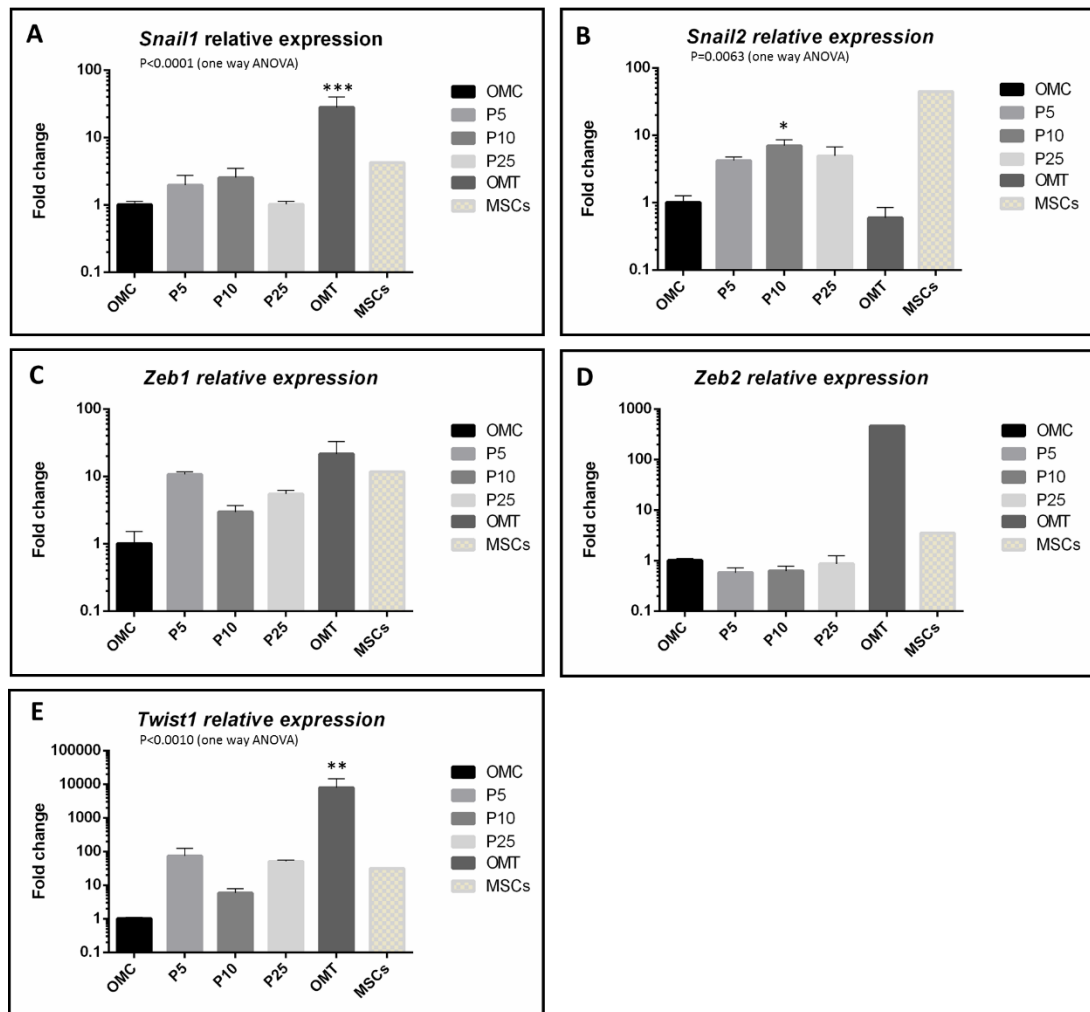 A
Snail1 relative expression
P<0.0001 (one way ANOVA)
Fold change
100
10
1
0.1
***
OMC
P5
P10
P25
OMT
MSCs
OMC
P5
P10
P25
OMT
MSCs
B
Snail2 relative expression
P=0.0063 (one way ANOVA)
Fold change
100
10
1
0.1
*
OMC
P5
P10
P25
OMT
MSCs
OMC
P5
P10
P25
OMT
MSCs
C
Zeb1 relative expression
Fold change
100
10
1
0.1
OMC
P5
P10
P25
OMT
MSCs
OMC
P5
P10
P25
OMT
MSCs
D
Zeb2 relative expression
Fold change
1000
100
10
1
0.1
OMC
P5
P10
P25
OMT
MSCs
OMC
P5
P10
P25
OMT
MSCs
E
Twist1 relative expression
P<0.0010 (one way ANOVA)
Fold change
100000
10000
1000
100
10
1
0.1
**
OMC
P5
P10
P25
OMT
MSCs
OMC
P5
P10
P25
OMT
MSCs